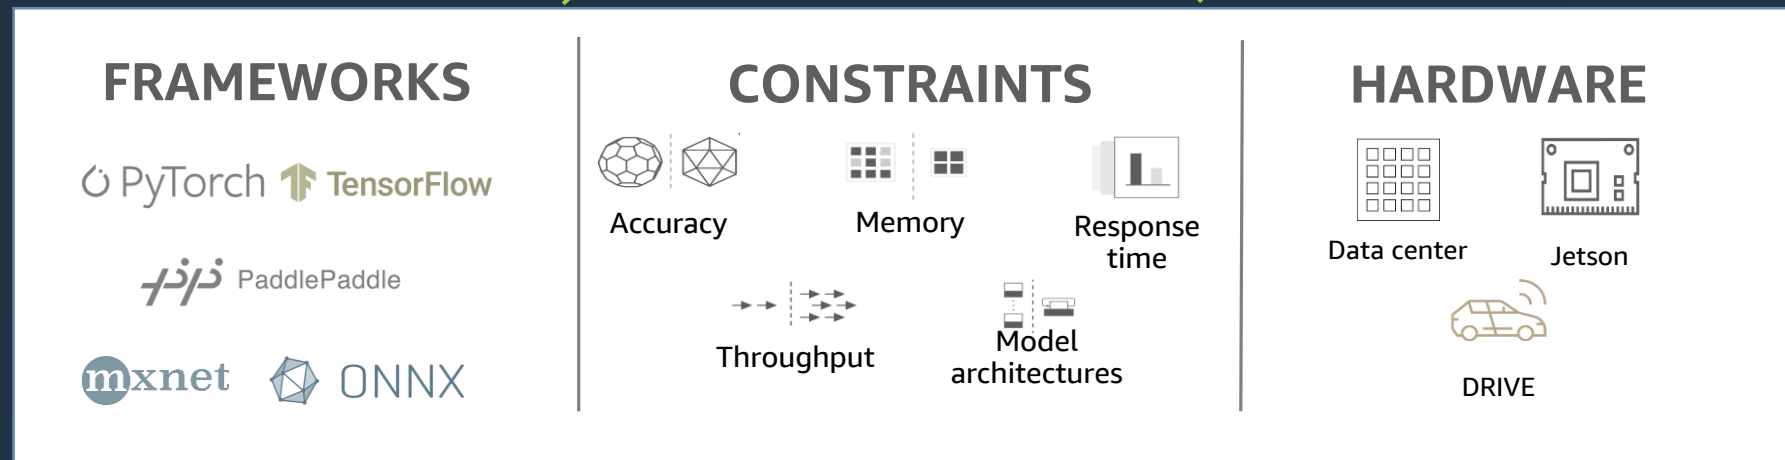 FRAMEWORKS
PyTorch
TensorFlow
PaddlePaddle
mxnet
ONNX
CONSTRAINTS
Accuracy
Memory
Response
time
Throughput
Model
architectures
HARDWARE
Data center
Jetson
DRIVE